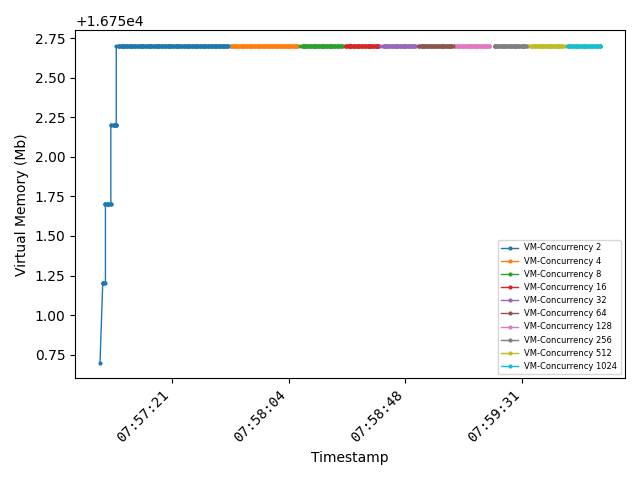 +1.675e4
2.75
2.50
2.25
2.00
1.75
1.50
1.25
1.00
0.75
Virtual Memory (Mb)
VM-Concurrency 2
VM-Concurrency 4
VM-Concurrency 8
VM-Concurrency 16
VM-Concurrency 32
VM-Concurrency 64
VM-Concurrency 128
VM-Concurrency 256
VM-Concurrency 512
VM-Concurrency 1024
07:57:21
07:58:04
07:58:48
07:59:31
Timestamp